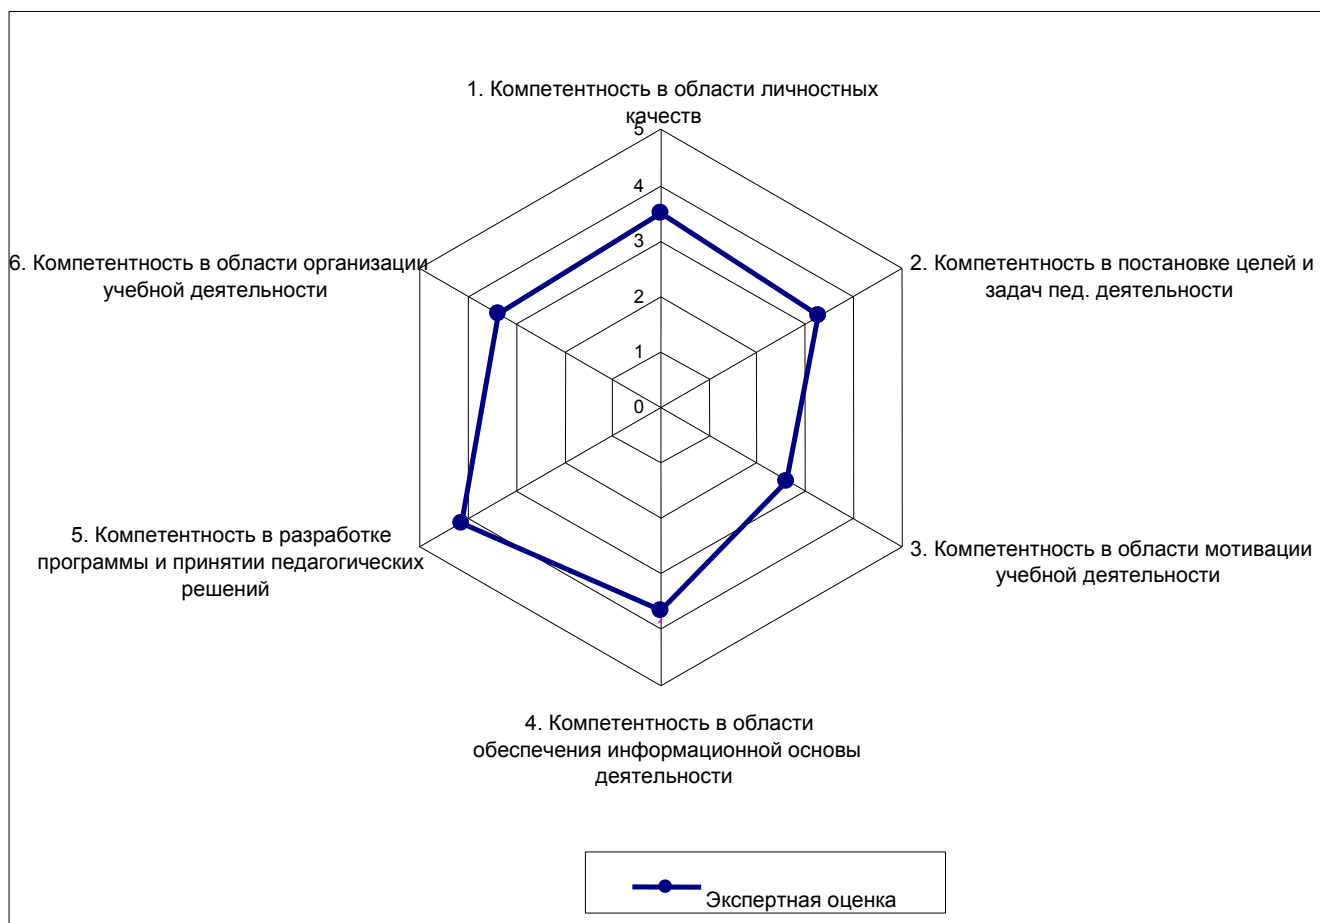 1. Компетентность в области личностных
качеств
5
4
3
2
1
0
6. Компетентность в области организации
учебной деятельности
2. Компетентность в постановке целей и
задач пед. деятельности
5. Компетентность в разработке
программы и принятии педагогических
решений
3. Компетентность в области мотивации
учебной деятельности
4. Компетентность в области
обеспечения информационной основы
деятельности
Экспертная оценка